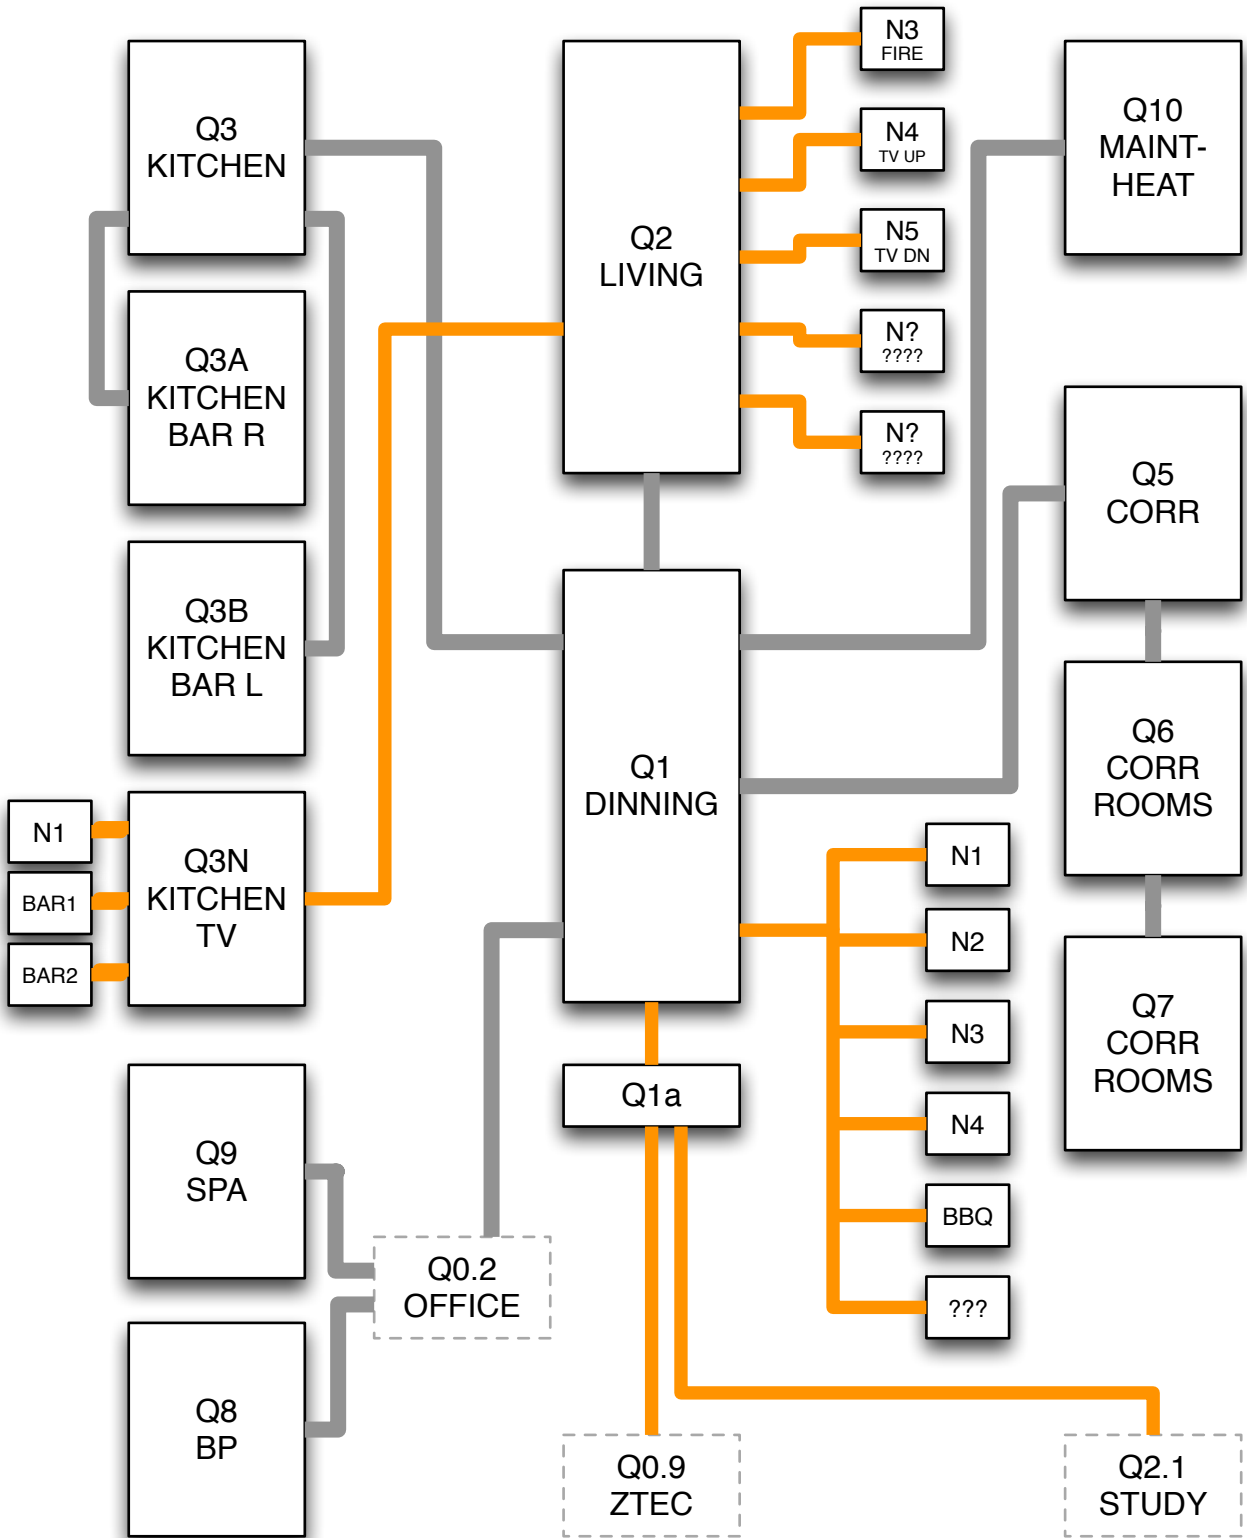 Q3
KITCHEN
Q3A
KITCHEN
BAR R
Q3B
KITCHEN
BAR L
N1
BAR1
BAR2
Q3N
KITCHEN
TV
Q9
SPA
Q8
BP
Q0.2
OFFICE
Q2
LIVING
N3
FIRE
N4
TV UP
N5
TV DN
N?
????
N?
????
Q1
DINNING
Q1a
N1
N2
N3
N4
BBQ
???
Q0.9
ZTEC
Q10
MAINT-
HEAT
Q5
CORR
Q6
CORR
ROOMS
Q7
CORR
ROOMS
Q2.1
STUDY